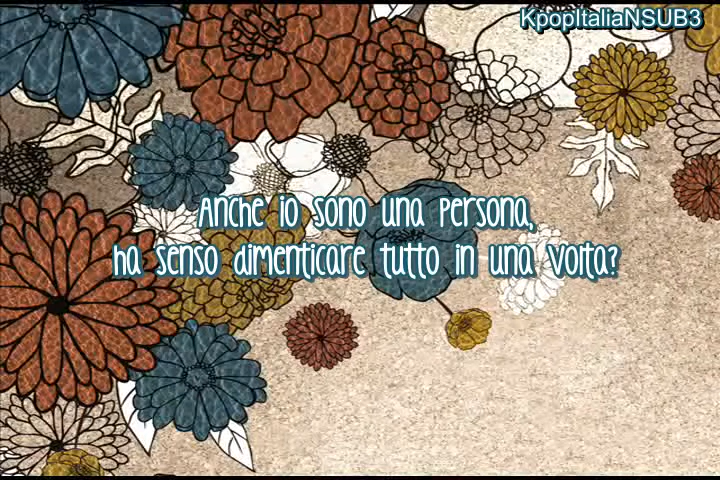 KpopItaliaNSUB3
Anche io sono una persona,
ha senso dimenticare tutto in una volta?